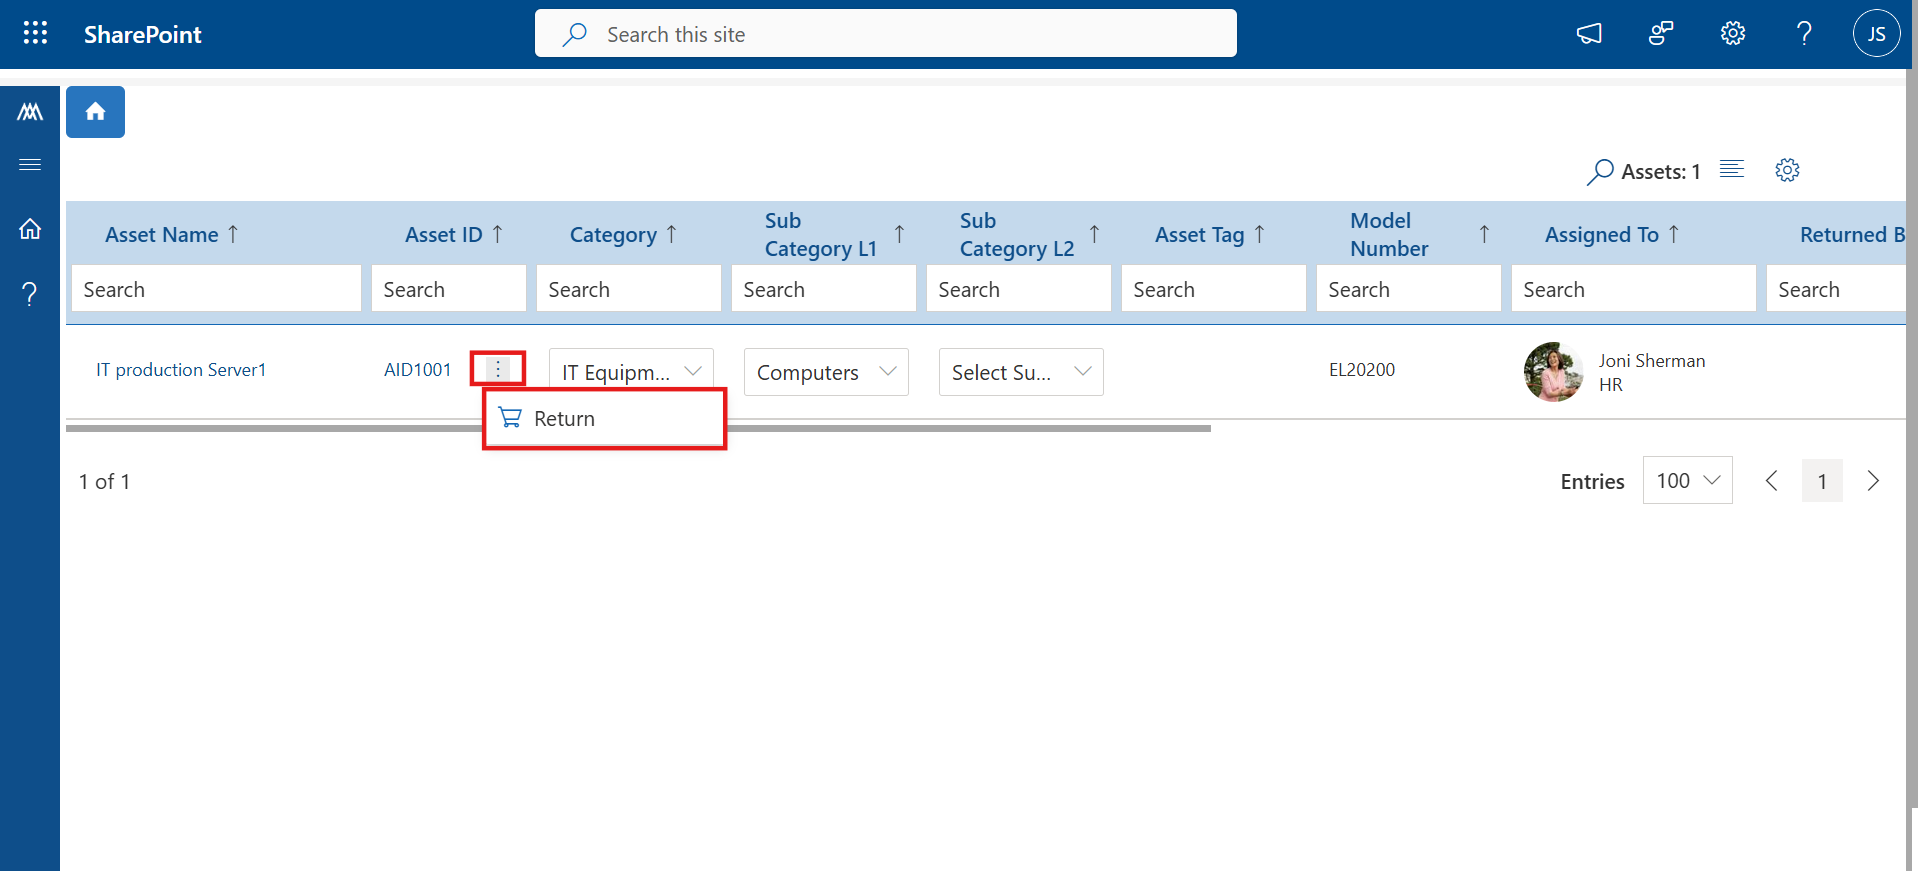 SharePoint
Search this site
JS
Assets: 1
Asset Name ↑
Asset ID ↑
Category ↑
Sub
Category L1 ↑
Sub
Category L2 ↑
Asset Tag ↑
Model
Number ↑
Assigned To ↑
Returned B
Search
Search
Search
Search
Search
Search
Search
Search
Search
IT production Server1
AID1001
IT Equipm...
Computers
Select Su...
EL20200
Joni Sherman
HR
Return
1 of 1
Entries
100
1